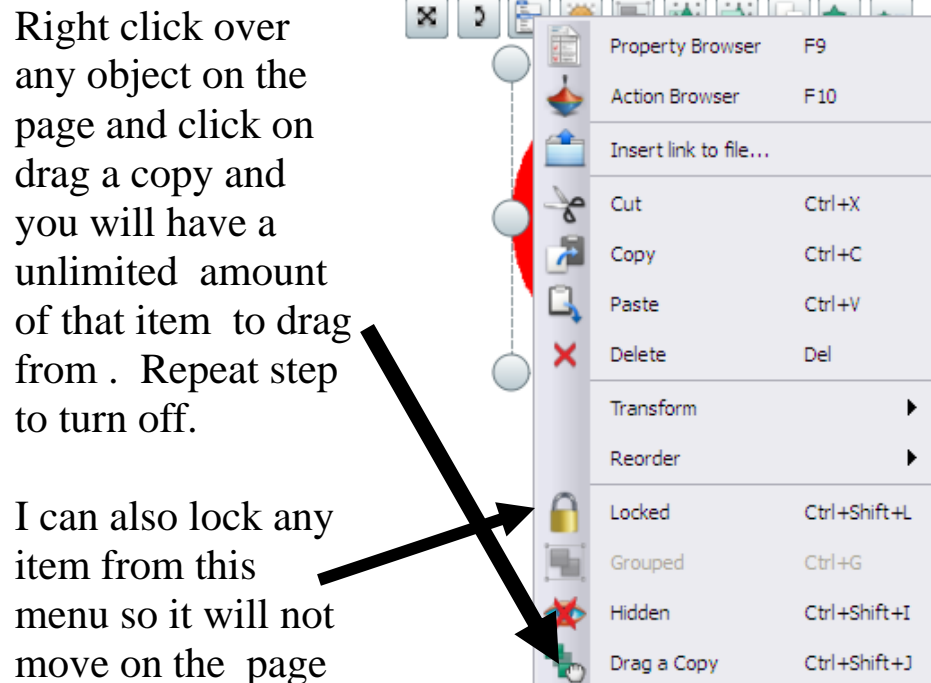 Right click over
any object on the
page and click on
drag a copy and
you will have a
unlimited amount
of that item to drag
from . Repeat step
to turn off.
I can also lock any
item from this
menu so it will not
move on the page
Property Browser F9
Action Browser F10
Insert link to file...
Cut Ctrl+X
Copy Ctrl+C
Paste Ctrl+V
Delete Del
Transform
Reorder
Locked Ctrl+Shift+L
Grouped Ctrl+G
Hidden Ctrl+Shift+I
Drag a Copy Ctrl+Shift+J